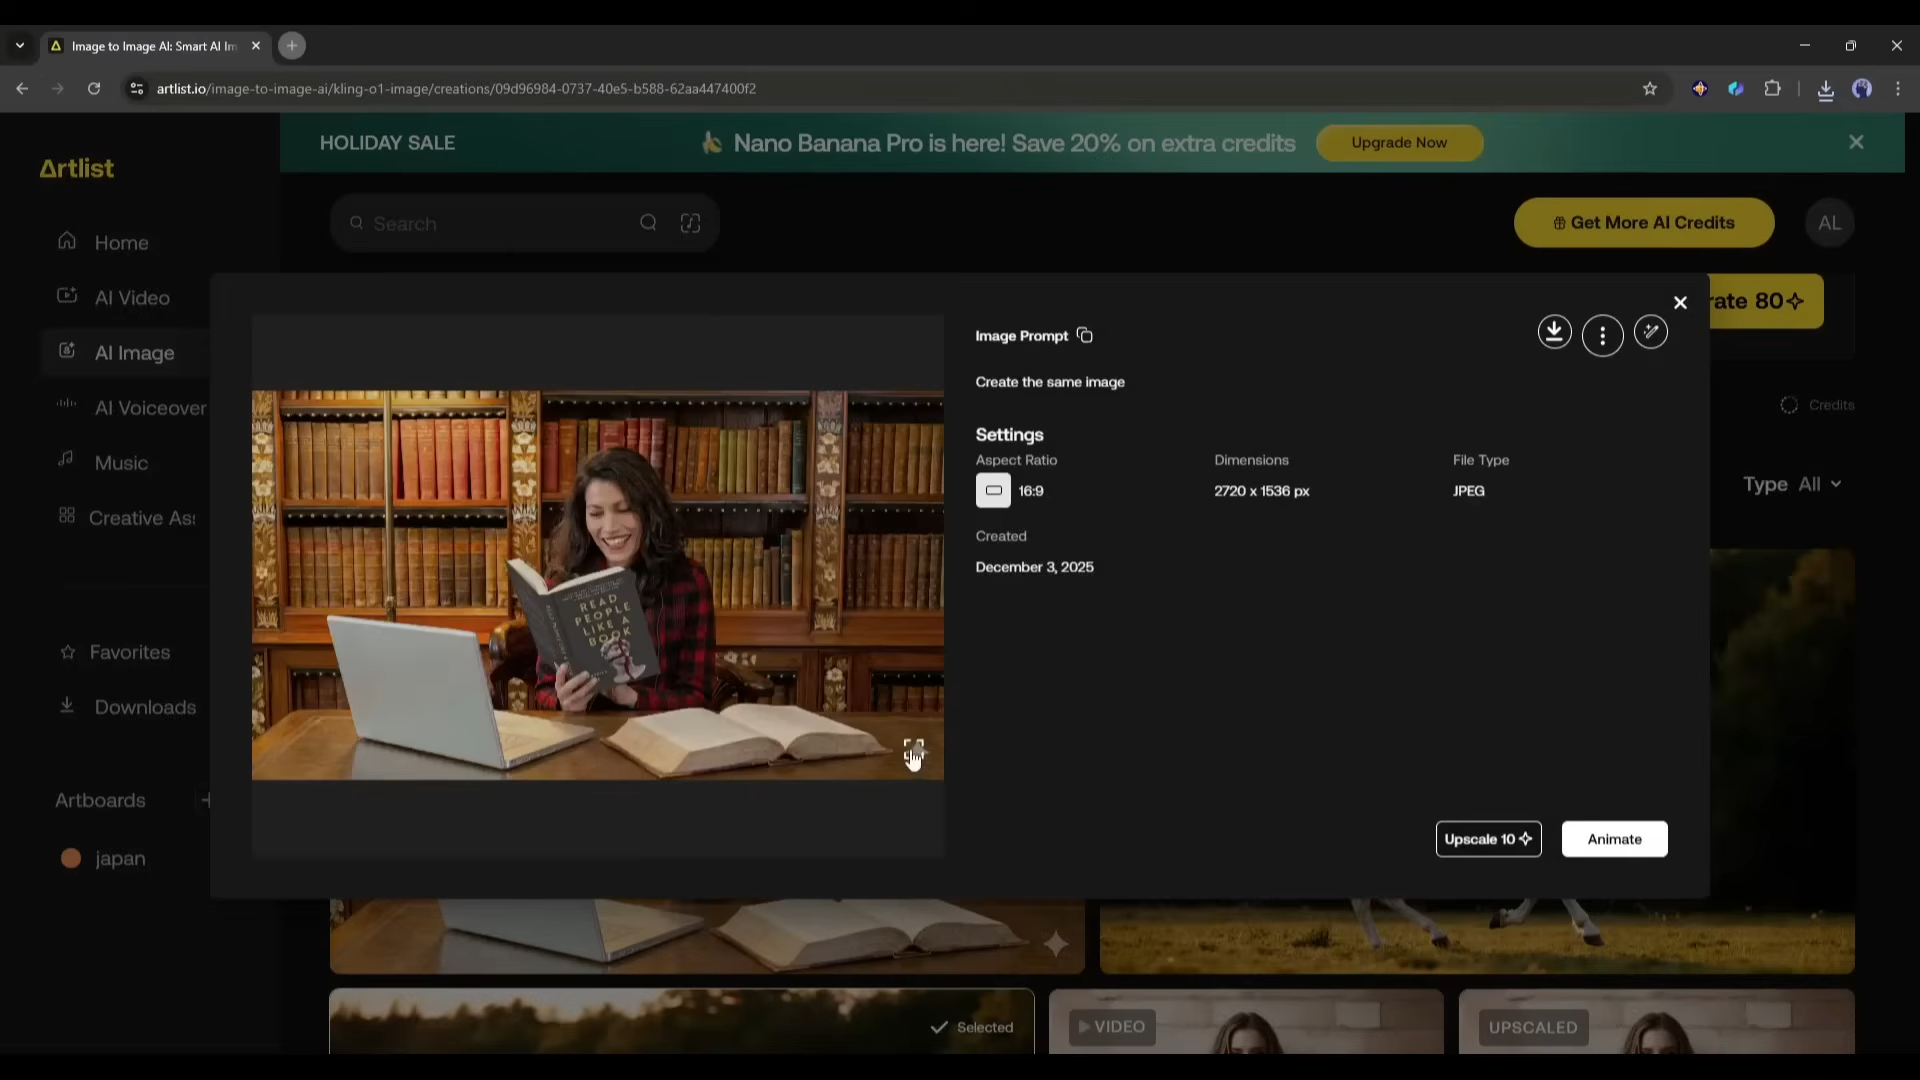 Image to Image AI: Smart AI Im
artlist.io/image-to-image-ai/kling-o1-image/creations/09d96984-0737-40e5-b588-62aa447400f2
HOLIDAY SALE
Nano Banana Pro is here! Save 20% on extra credits
Upgrade Now
Artlist
Search
Get More AI Credits
AL
Home
AI Video
AI Image
AI Voiceover
Music
Creative Ass
Favorites
Downloads
Artboards +
japan
rate 80
Credits
Type All
Image Prompt
Create the same image
Settings
Aspect Ratio
Dimensions
File Type
16:9
2720 x 1536 px
JPEG
Created
December 3, 2025
READ
PEOPLE
LIKE A
BOOK
Upscale 10
Animate
Selected
VIDEO
UPSCALED